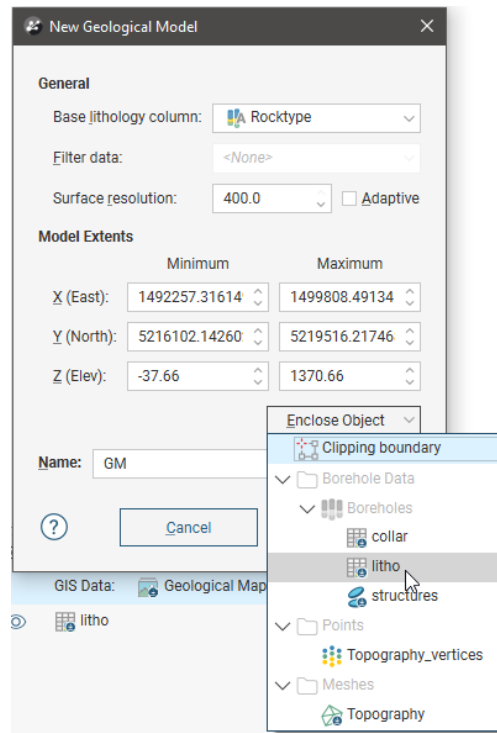 New Geological Model
General
Base lithology column: Rocktype
Filter data: <None>
Surface resolution: 400.0 Adaptive
Model Extents
Minimum Maximum
X (East): 1492257.31614 1499808.49134
Y (North): 5216102.14260 5219516.21746
Z (Elev): -37.66 1370.66
Enclose Object
Clipping boundary
Name: GM
Borehole Data
Boreholes
Cancel
collar
litho
GIS Data: Geological Map
structures
litho
Points
Topography_vertices
Meshes
Topography